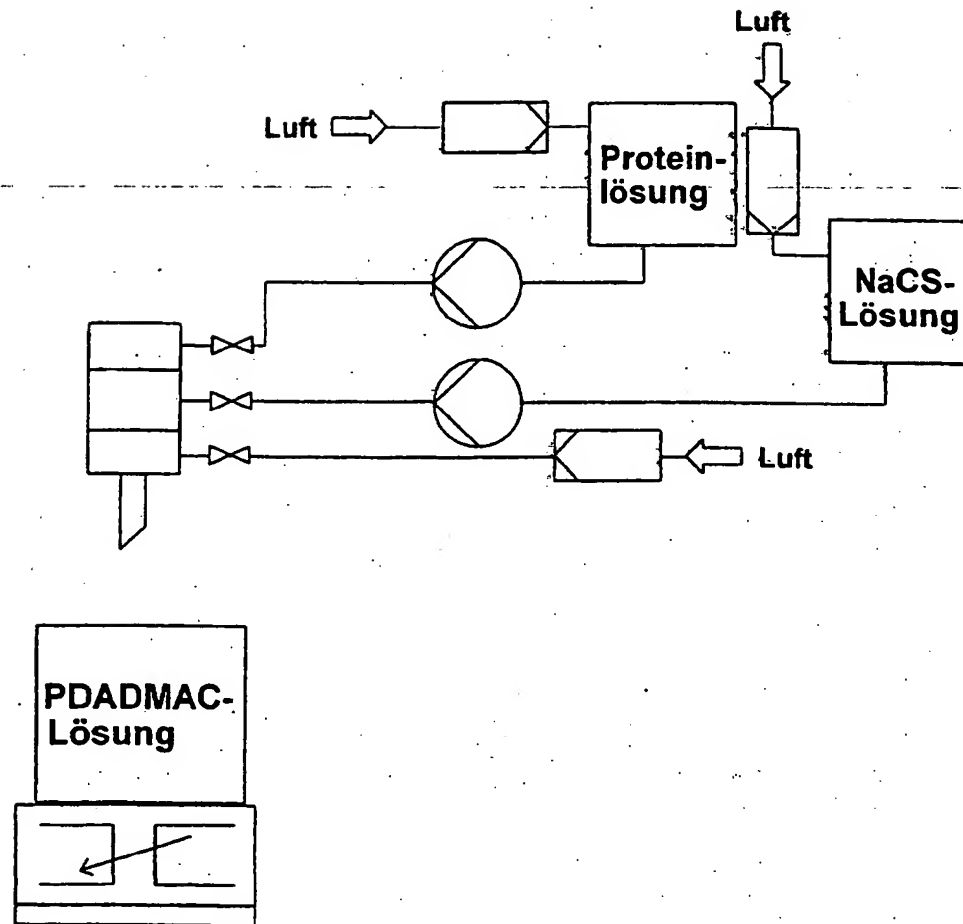 Luft
Luft
Protein-
lösung
NaCS-
Lösung
Luft
PDADMAC-
Lösung